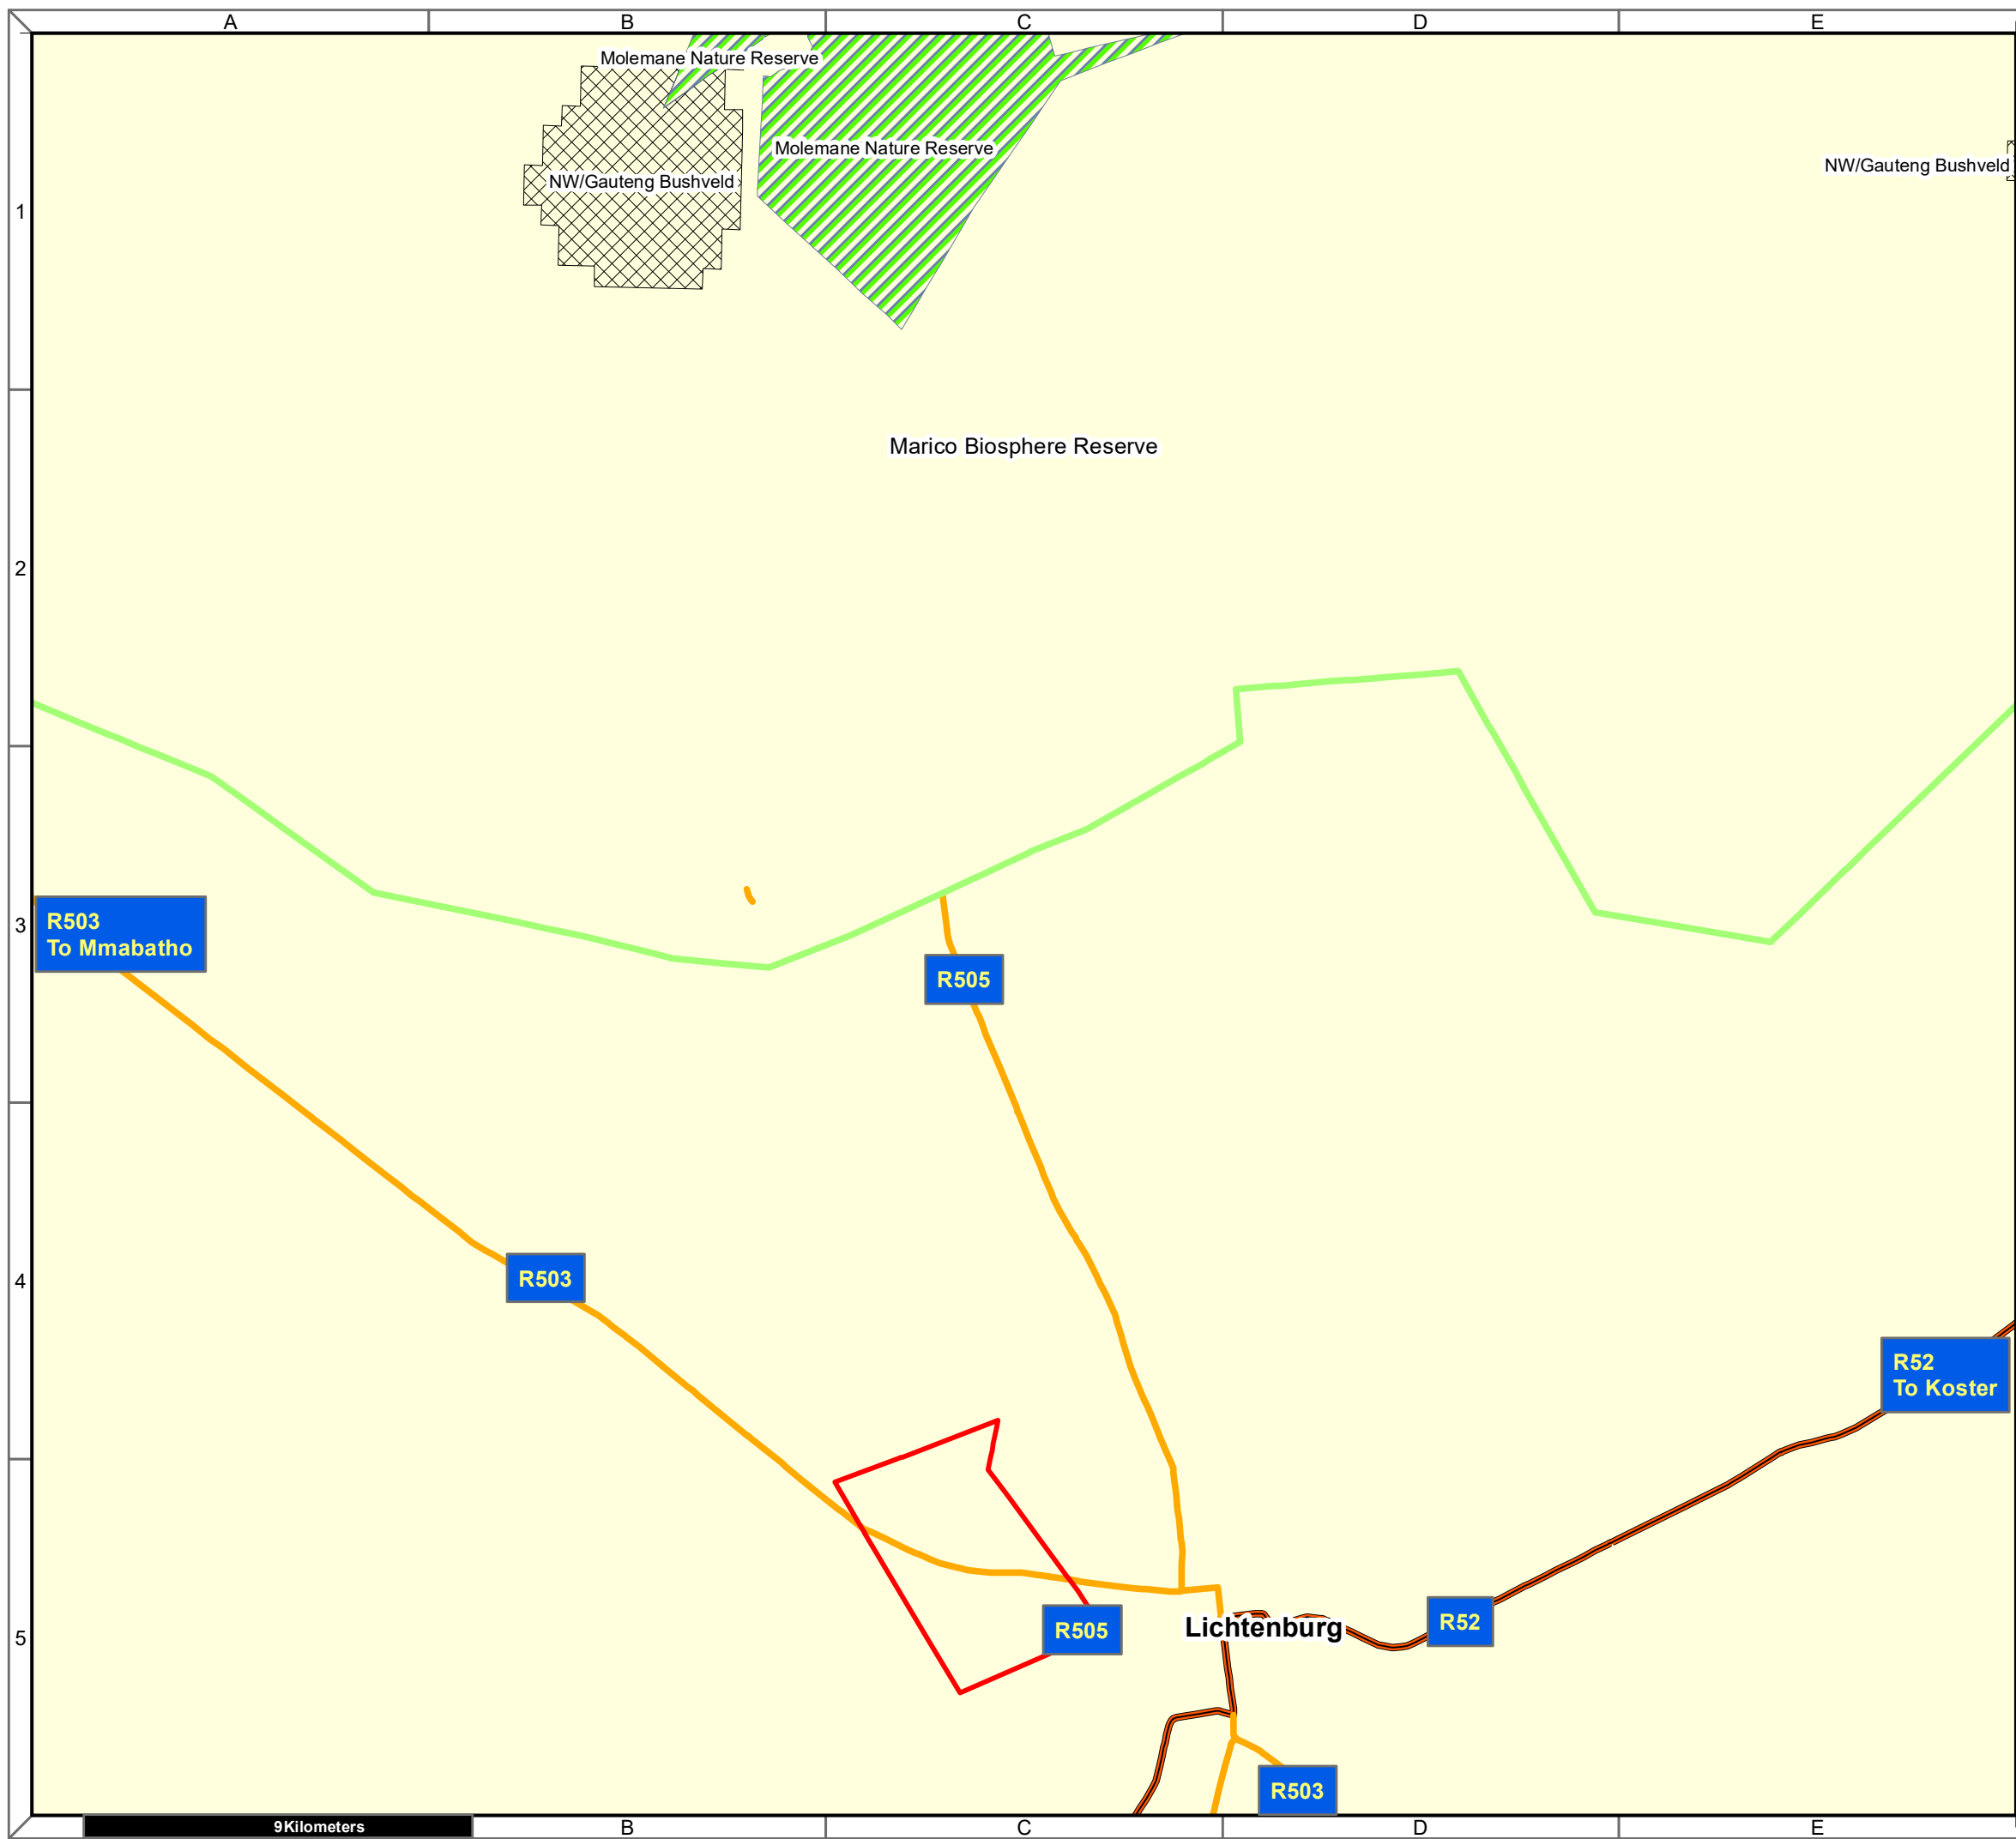 A B C D E
Molemane Nature Reserve
Molemane Nature Reserve
NW/Gauteng Bushveld
NW/Gauteng Bushveld
1
Marico Biosphere Reserve
2
3
R503
To Mmabatho
R505
4
R503
R52
To Koster
5
R505
Lichtenburg
R52
R503
9Kilometers B C D E